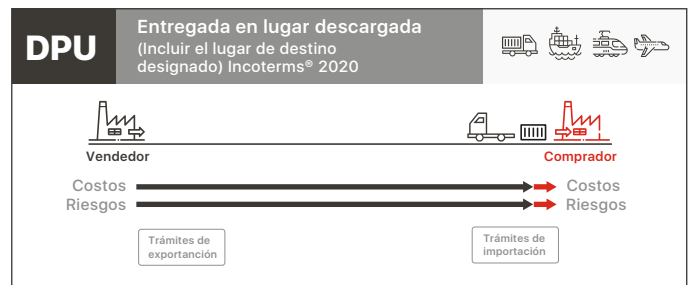 DPU
Entregada en lugar descargada
(Incluir el lugar de destino
designado) Incoterms® 2020
Vendedor
Comprador
Costos
Costos
Riesgos
Riesgos
Trámites de
exportanción
Trámites de
importación